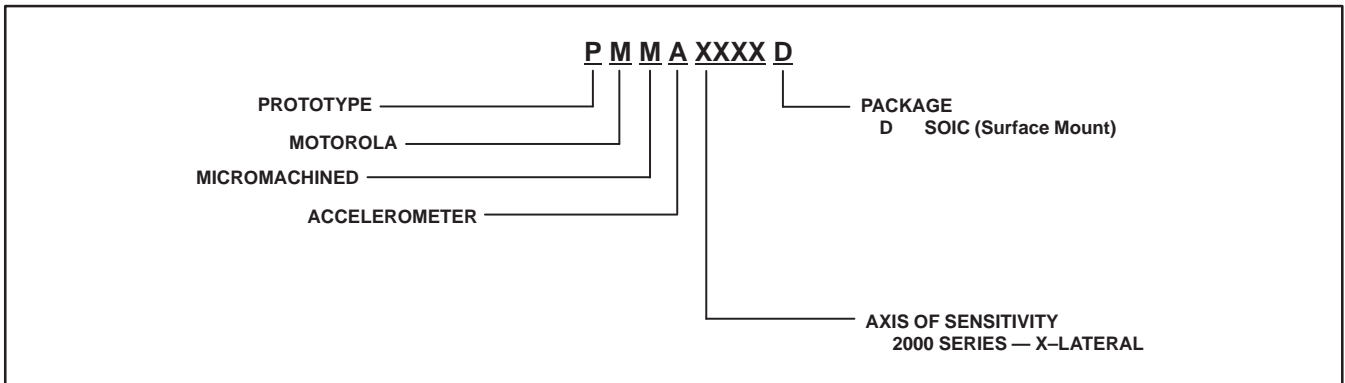 P M M A XXXX D
PROTOTYPE
MOTOROLA
MICROMACHINED
ACCELEROMETER
PACKAGE
D SOIC (Surface Mount)
AXIS OF SENSITIVITY
2000 SERIES — X–LATERAL